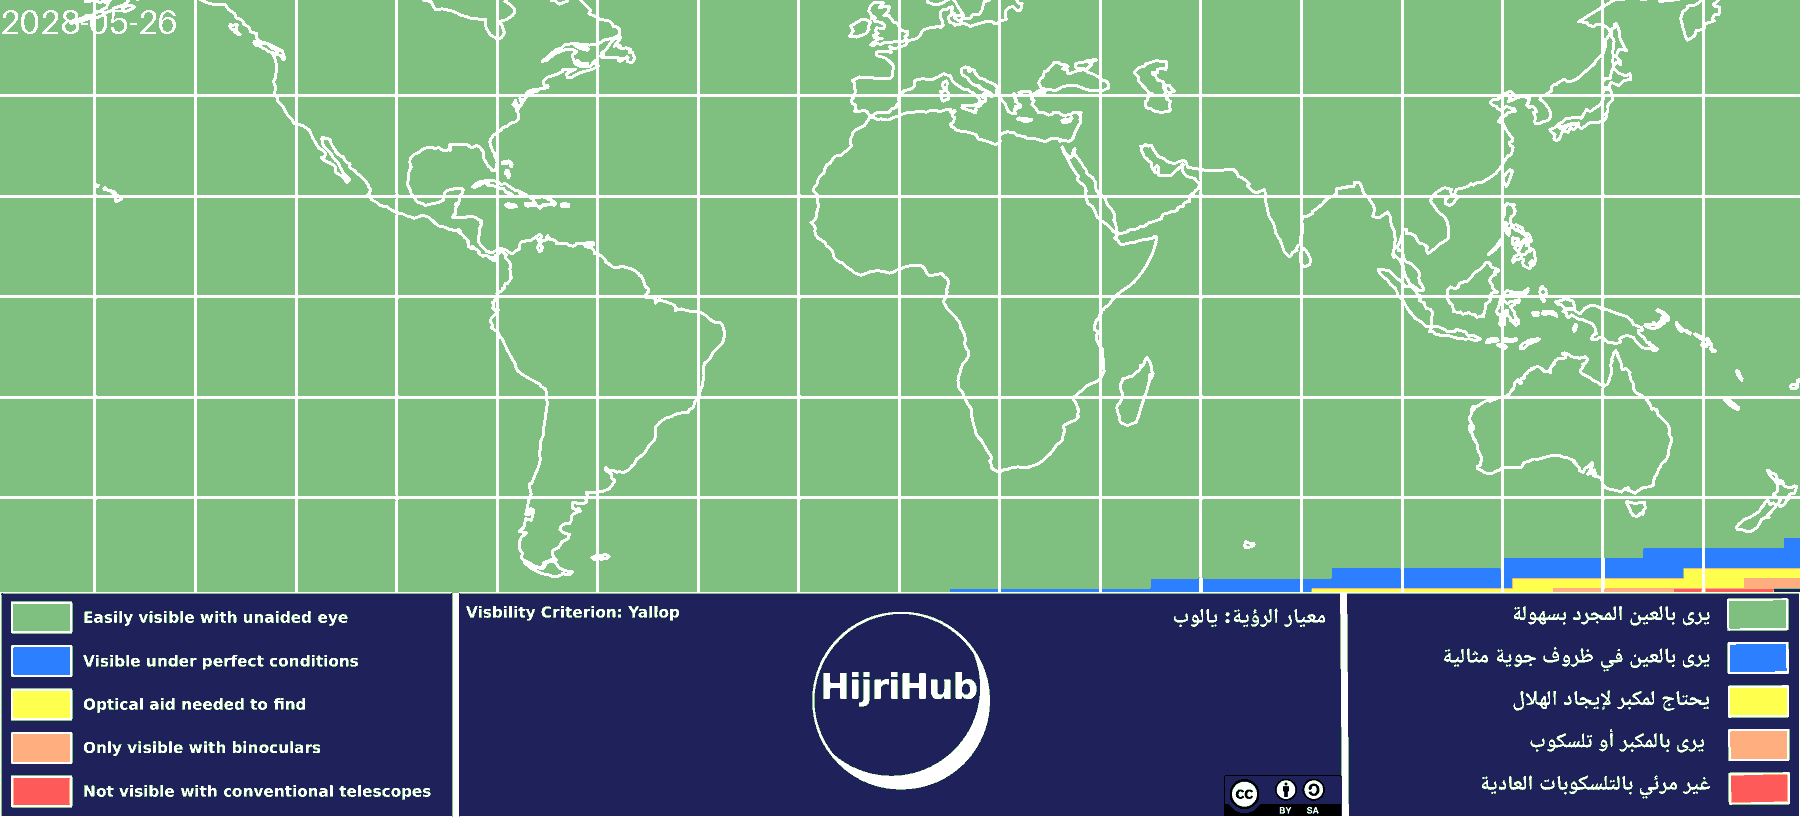 2028-05-26
Easily visible with unaided eye
Visible under perfect conditions
Optical aid needed to find
Only visible with binoculars
Not visible with conventional telescopes
Visbility Criterion: Yallop
معيار الرؤية: يالوب
HijriHub
cc
BY SA
يرى بالعين المجرد بسهولة
يرى بالعين في ظروف جوية مثالية
يحتاج لمكبر لإيجاد الهلال
يرى بالمكبر أو تلسكوب
غير مرئي بالتلسكوبات العادية